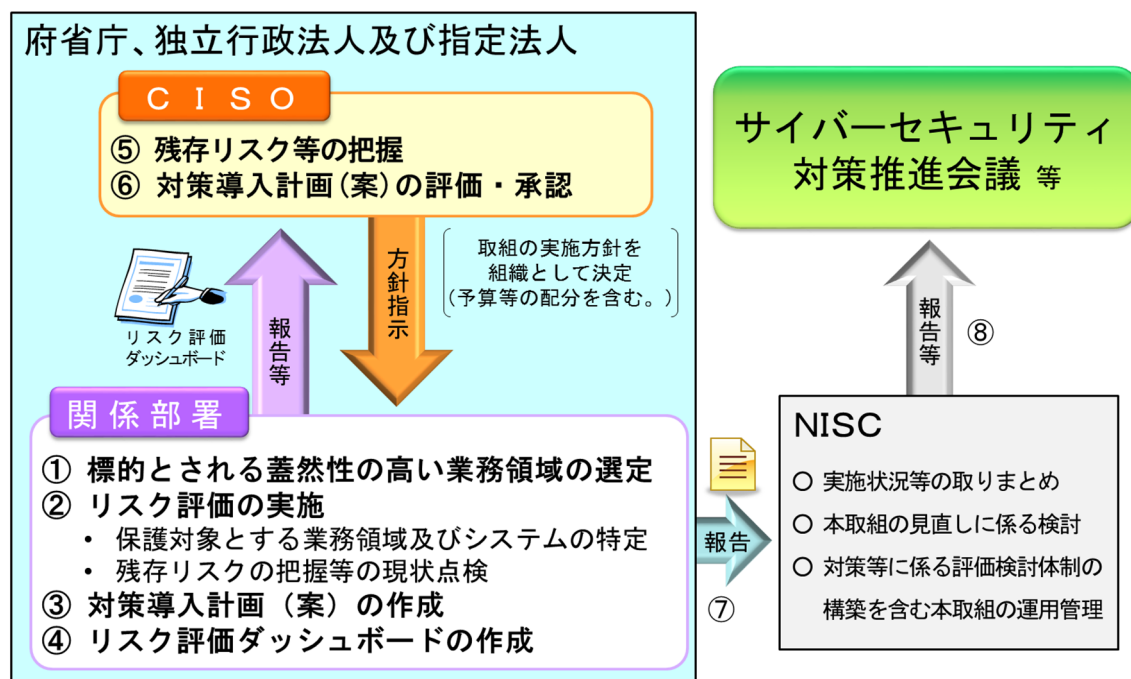 府省庁、独立行政法人及び指定法人
ＣＩＳＯ
⑤ 残存リスク等の把握
⑥ 対策導入計画(案)の評価・承認
方針指示
取組の実施方針を
組織として決定
(予算等の配分を含む。)
リスク評価
ダッシュボード
報告等
関係部署
① 標的とされる蓋然性の高い業務領域の選定
② リスク評価の実施
・ 保護対象とする業務領域及びシステムの特定
・ 残存リスクの把握等の現状点検
③ 対策導入計画（案）の作成
④ リスク評価ダッシュボードの作成
報告
⑦
サイバーセキュリティ
対策推進会議 等
報告等
⑧
NISC
○ 実施状況等の取りまとめ
○ 本取組の見直しに係る検討
○ 対策等に係る評価検討体制の
構築を含む本取組の運用管理